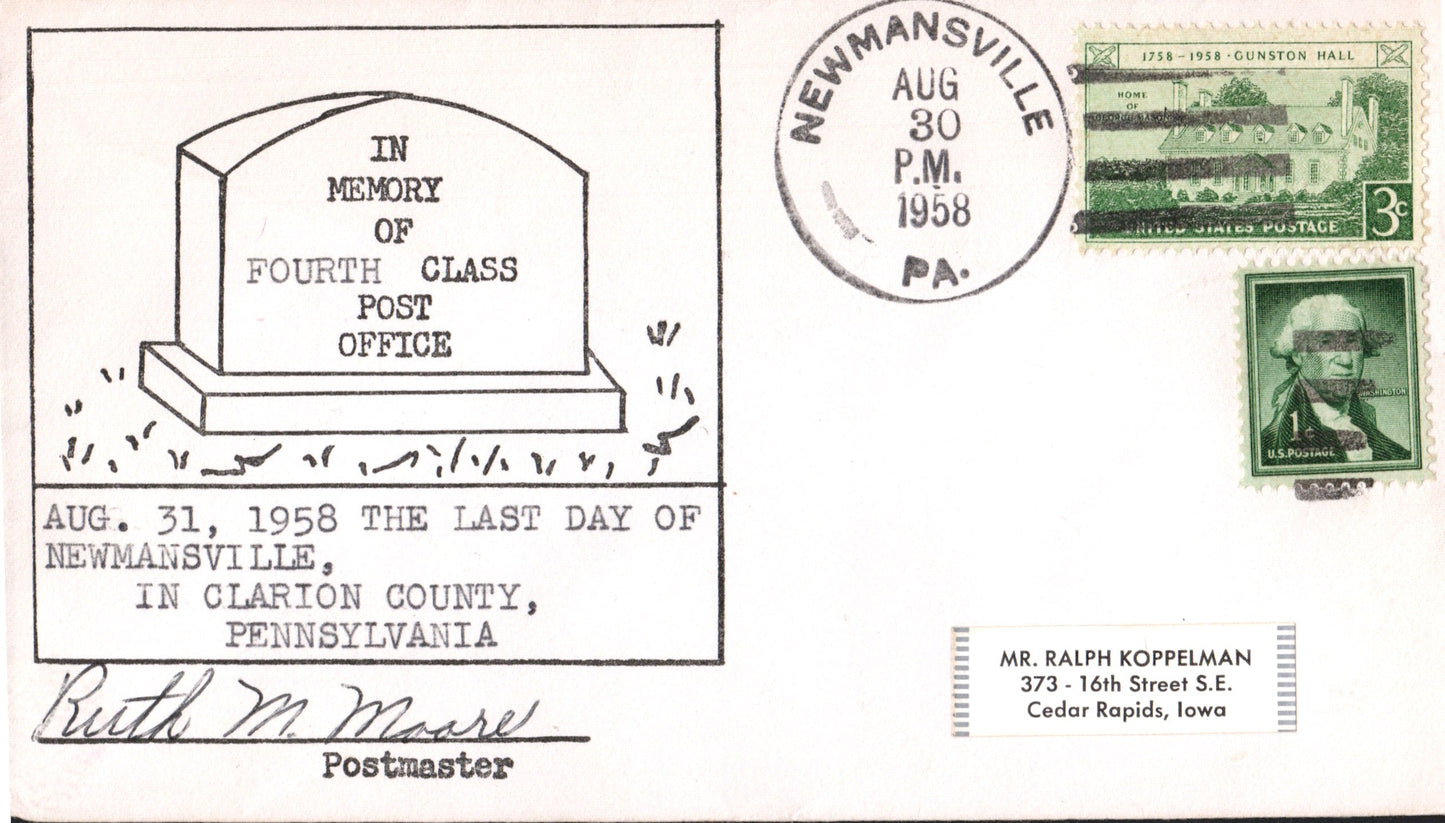 IN
MEMORY
OF
FOURTH CLASS
POST
OFFICE
AUG. 31, 1958 THE LAST DAY OF
NEWMANSVILLE,
IN CLARION COUNTY,
PENNSYLVANIA
Ruth M. Moore
Postmaster
NEWMANSVILLE
AUG
30
P.M.
1958
PA.
1758-1958·GUNSTON HALL
HOME
OF
GEORGE MASON
UNITED STATES POSTAGE
3c
WASHINGTON
1c
U.S.POSTAGE
MR. RALPH KOPPELMAN
373 - 16th Street S.E.
Cedar Rapids, Iowa